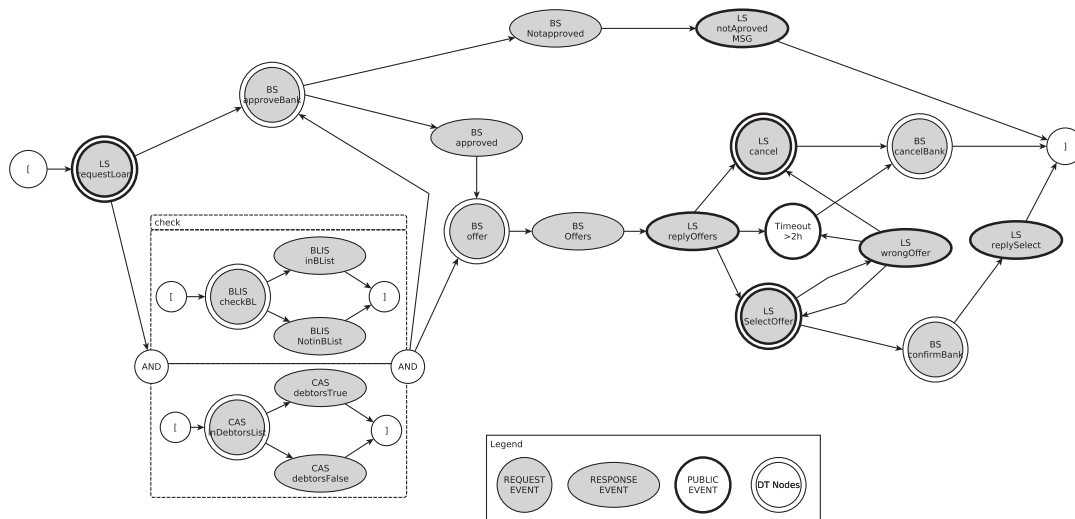 BS
Notapproved
LS
notAproved
MSG
BS
approveBank
BS
approved
[
LS
requestLoan
LS
cancel
BS
cancelBank
]
check
BLIS
inBList
[
BLIS
checkBL
]
BLIS
NotinBList
BS
offer
BS
Offers
LS
replyOffers
Timeout
>2h
LS
wrongOffer
LS
replySelect
LS
SelectOffer
BS
confirmBank
AND
AND
CAS
debtorsTrue
[
CAS
inDebtorsList
]
CAS
debtorsFalse
Legend
REQUEST
EVENT
RESPONSE
EVENT
PUBLIC
EVENT
DT Nodes